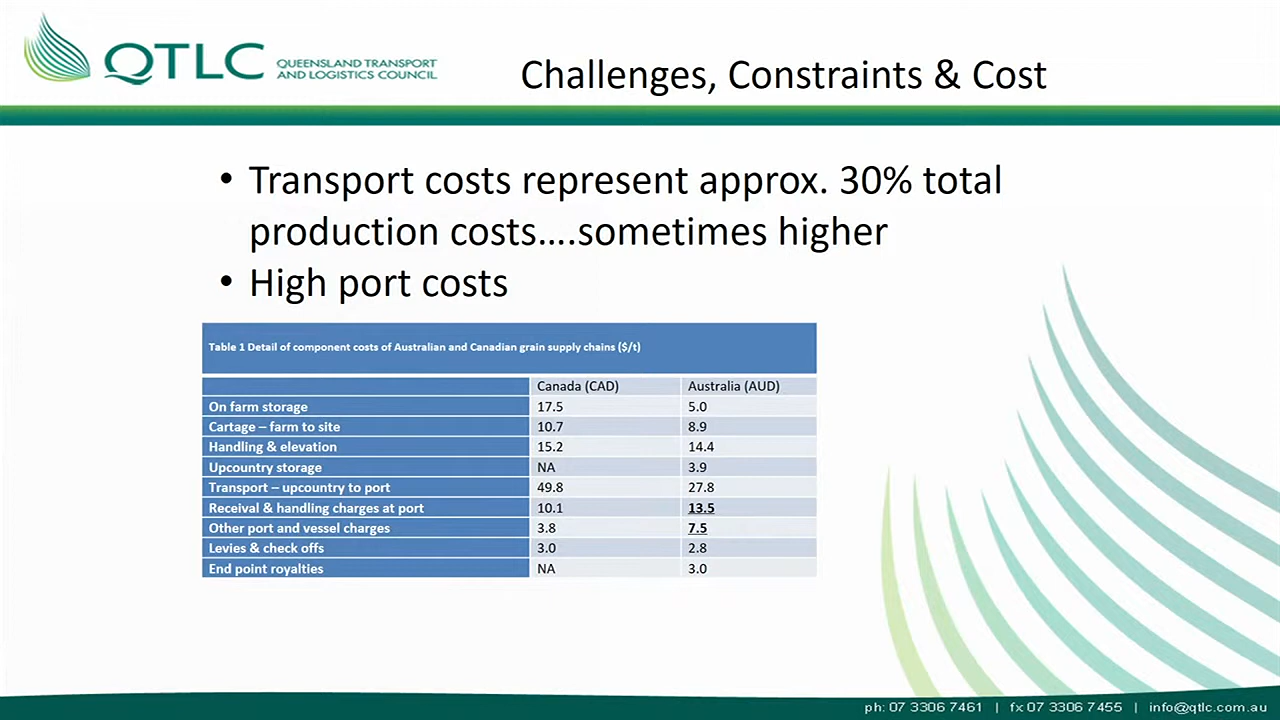 QTLC
QUEENSLAND TRANSPORT
AND LOGISTICS COUNCIL
Challenges, Constraints & Cost
• Transport costs represent approx. 30% total
production costs....sometimes higher
• High port costs
Table 1 Detail of component costs of Australian and Canadian grain supply chains ($/t)
Canada (CAD) Australia (AUD)
On farm storage 17.5 5.0
Cartage – farm to site 10.7 8.9
Handling & elevation 15.2 14.4
Upcountry storage NA 3.9
Transport – upcountry to port 49.8 27.8
Receival & handling charges at port 10.1 13.5
Other port and vessel charges 3.8 7.5
Levies & check offs 3.0 2.8
End point royalties NA 3.0
ph: 07 3306 7461 | fx 07 3306 7455 | info@qtlc.com.au